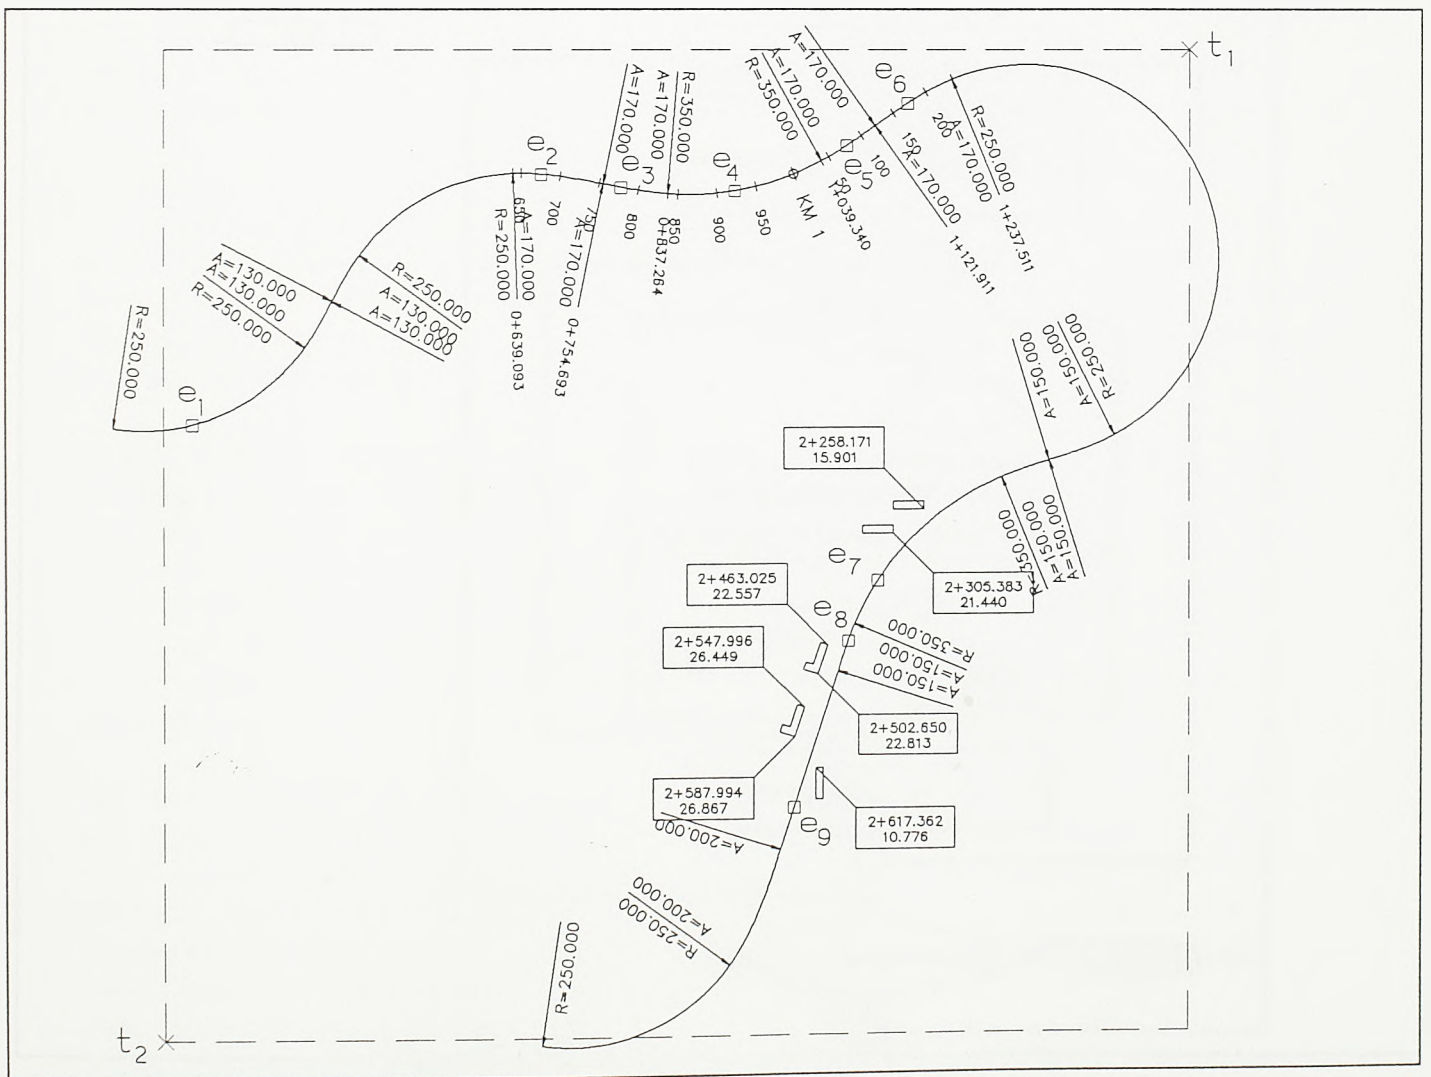 t1
A=170.000
A=170.000
R=350.000
e6
R=250.000
A=170.000
200
150
A=170.000
100
50
1+039.340
1+121.911
1+237.511
e5
KM 1
A=170.000
A=170.000
R=350.000
e2
e3
e4
650
700
750
800
850
900
950
A=170.000
R=250.000
0+639.093
A=170.000
0+754.693
0+837.264
A=130.000
A=130.000
R=250.000
R=250.000
A=130.000
A=130.000
R=250.000
e1
R=250.000
A=150.000
A=150.000
2+258.171
15.901
R=350.000
A=150.000
A=150.000
e7
2+463.025
22.557
2+305.383
21.440
e8
R=350.000
A=150.000
A=150.000
2+547.996
26.449
2+502.650
22.813
2+587.994
26.867
2+617.362
10.776
e9
A=200.000
A=200.000
R=250.000
R=250.000
t2